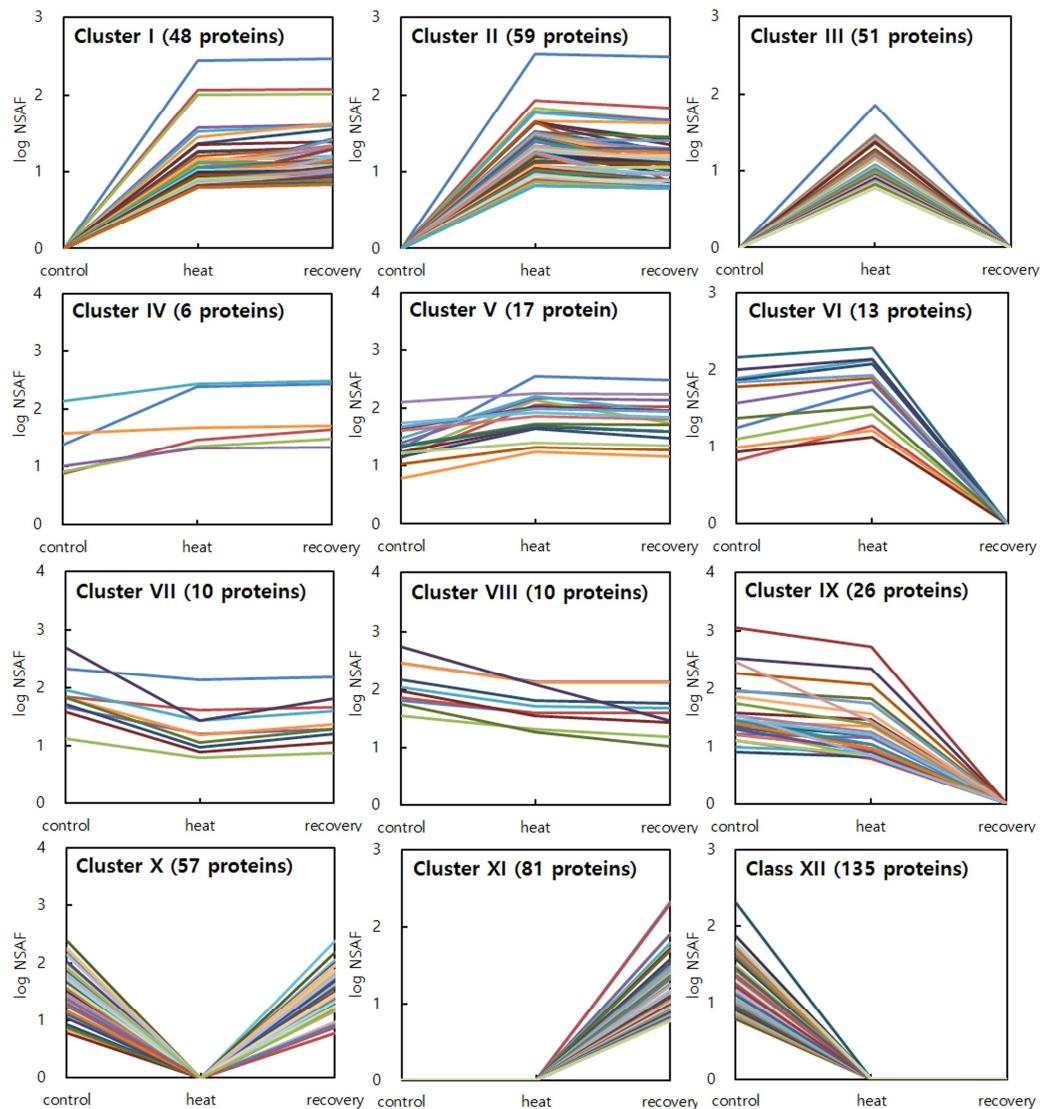 3
Cluster I (48 proteins)
2
log NSAF
1
0
control heat recovery
3
Cluster II (59 proteins)
2
log NSAF
1
0
control heat recovery
3
Cluster III (51 proteins)
2
log NSAF
1
0
control heat recovery
4
Cluster IV (6 proteins)
3
log NSAF
2
1
0
control heat recovery
4
Cluster V (17 protein)
3
log NSAF
2
1
0
control heat recovery
3
Cluster VI (13 proteins)
2
log NSAF
1
0
control heat recovery
4
Cluster VII (10 proteins)
3
log NSAF
2
1
0
control heat recovery
4
Cluster VIII (10 proteins)
3
log NSAF
2
1
0
control heat recovery
4
Cluster IX (26 proteins)
3
log NSAF
2
1
0
control heat recovery
4
Cluster X (57 proteins)
3
log NSAF
2
1
0
control heat recovery
3
Cluster XI (81 proteins)
2
log NSAF
1
0
control heat recovery
3
Class XII (135 proteins)
2
log NSAF
1
0
control heat recovery